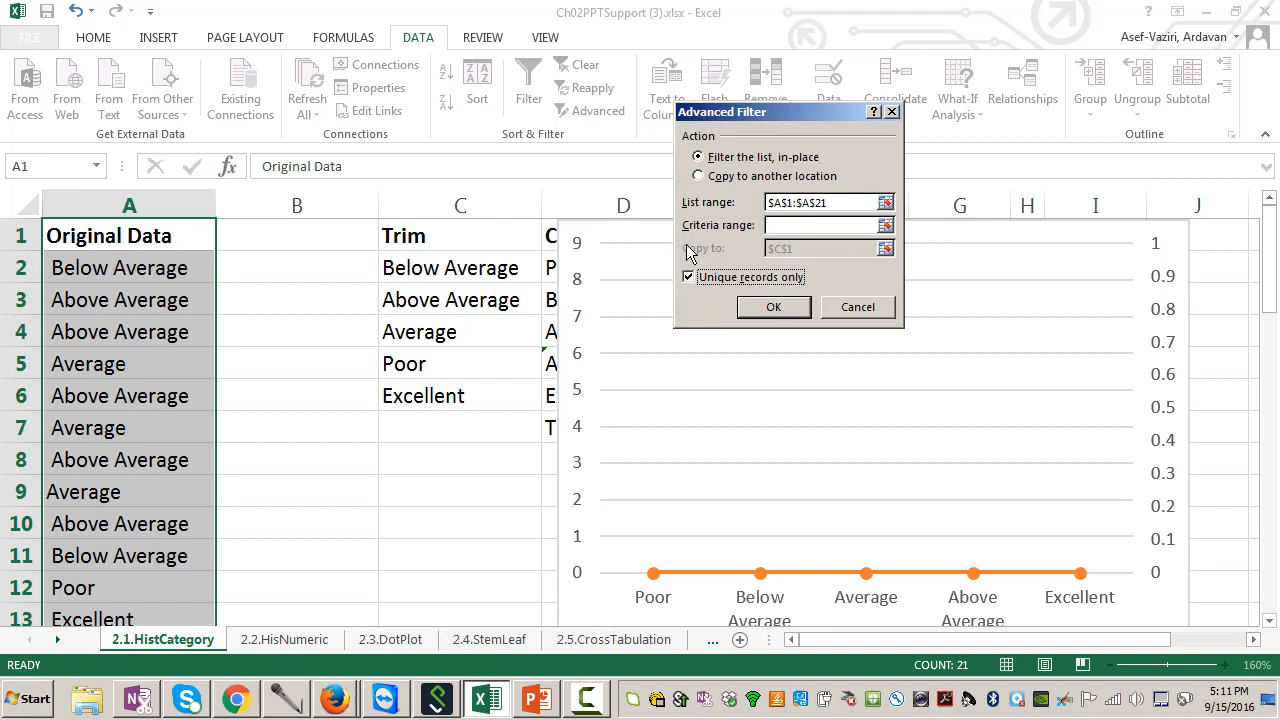 Ch02PPTSupport (3).xlsx - Excel
FILE HOME INSERT PAGE LAYOUT FORMULAS DATA REVIEW VIEW Asef-Vaziri, Ardavan
From Access From Web From Text From Other Sources Existing Connections
Get External Data
Refresh All
Connections
Properties
Edit Links
Connections
Sort
Filter
Clear
Reapply
Advanced
Sort & Filter
Text to
Flash
Remove
Data
Consolidate
What-If Analysis
Relationships
Group Ungroup Subtotal
Outline
A1 fx Original Data
Advanced Filter
Action
Filter the list, in-place
Copy to another location
List range: $A$1:$A$21
Criteria range:
Copy to: $C$1
Unique records only
OK Cancel
A B C D G H I J
1 Original Data Trim C
2 Below Average Below Average P
3 Above Average Above Average B
4 Above Average Average A
5 Average Poor A
6 Above Average Excellent E
7 Average T
8 Above Average
9 Average
10 Above Average
11 Below Average
12 Poor
13 Excellent
9 1
8 0.9
7 0.8
6 0.7
5 0.6
4 0.5
3 0.4
2 0.3
1 0.2
0 0.1
0
Poor Below Average Average Above Average Excellent
2.1.HistCategory 2.2.HisNumeric 2.3.DotPlot 2.4.StemLeaf 2.5.CrossTabulation ...
READY COUNT: 21 160%
Start
5:11 PM
9/15/2016